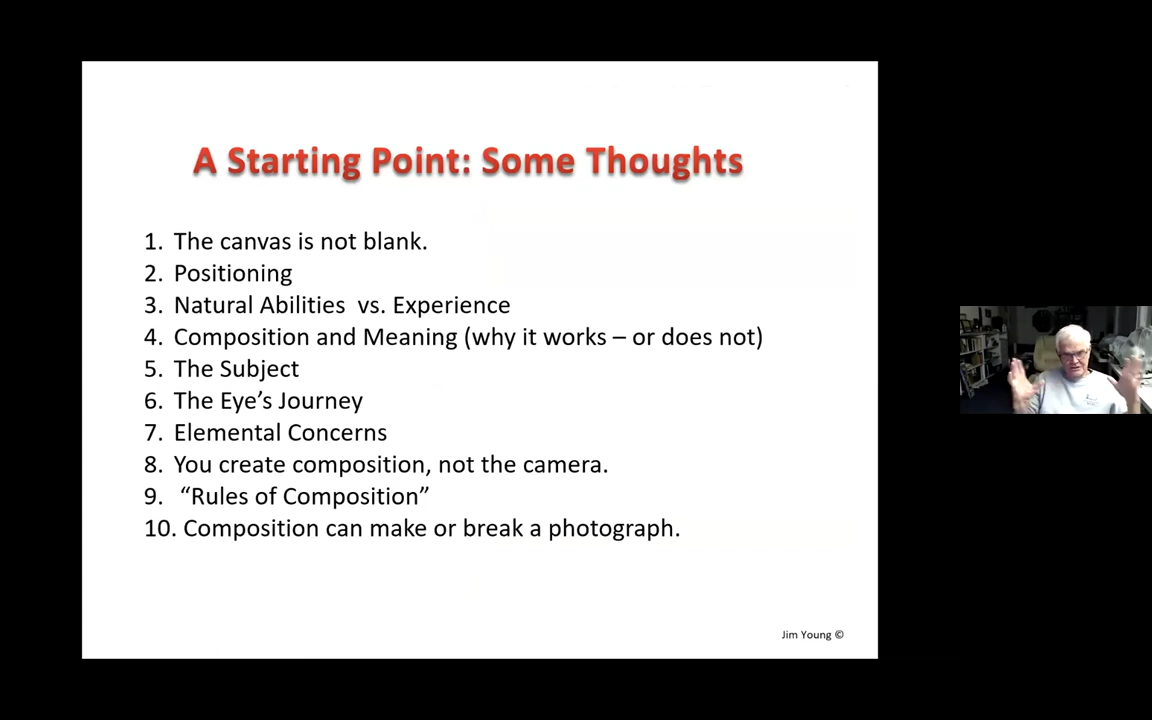 A Starting Point: Some Thoughts
1. The canvas is not blank.
2. Positioning
3. Natural Abilities  vs. Experience
4. Composition and Meaning (why it works – or does not)
5. The Subject
6. The Eye’s Journey
7. Elemental Concerns
8. You create composition, not the camera.
9.  “Rules of Composition”
10. Composition can make or break a photograph.
Jim Young ©